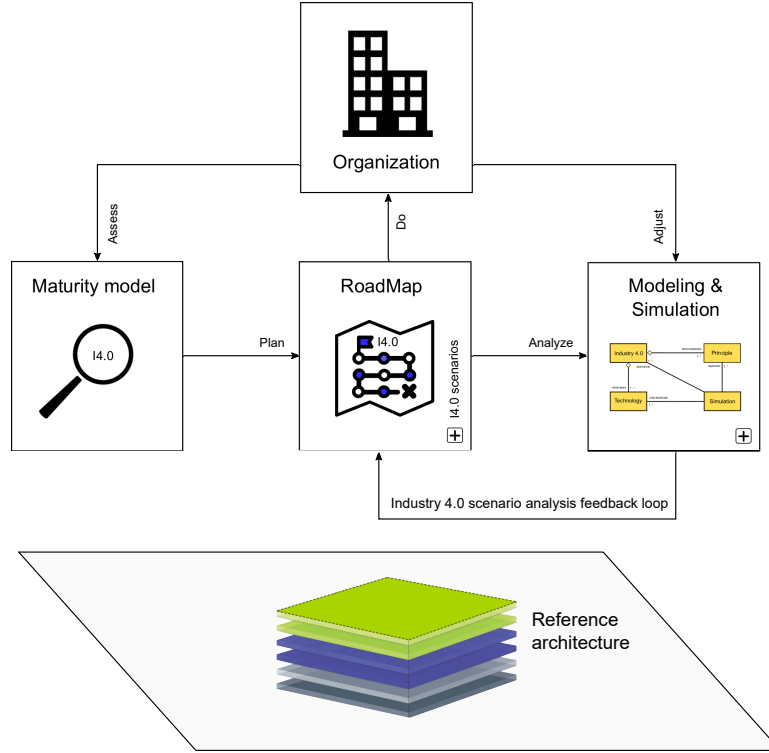 Organization
Assess
Do
Adjust
Maturity model
I4.0
Plan
RoadMap
I4.0
I4.0 scenarios
Analyze
Modeling &
Simulation
Industry 4.0
Principle
Technology
Simulation
Industry 4.0 scenario analysis feedback loop
Reference
architecture